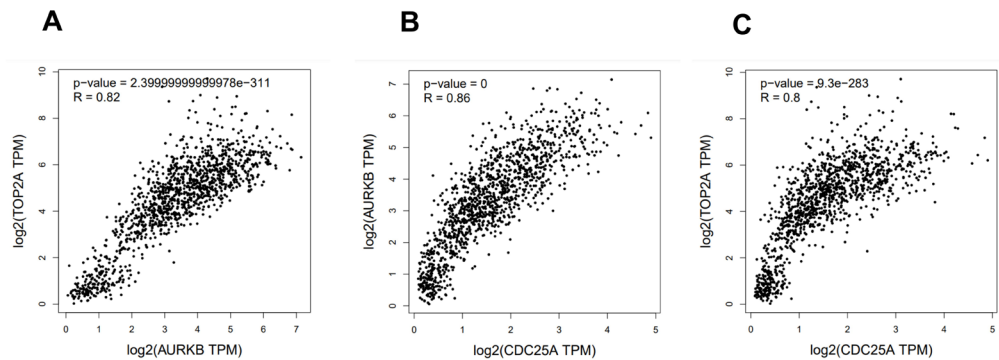 A
B
C
p−value = 2.39999999999978e−311
R = 0.82
log2(TOP2A TPM)
0
2
4
6
8
10
0
1
2
3
4
5
6
7
log2(AURKB TPM)
p−value = 0
R = 0.86
log2(AURKB TPM)
0
1
2
3
4
5
6
7
0
1
2
3
4
5
log2(CDC25A TPM)
p−value = 9.3e−283
R = 0.8
log2(TOP2A TPM)
0
2
4
6
8
10
0
1
2
3
4
5
log2(CDC25A TPM)